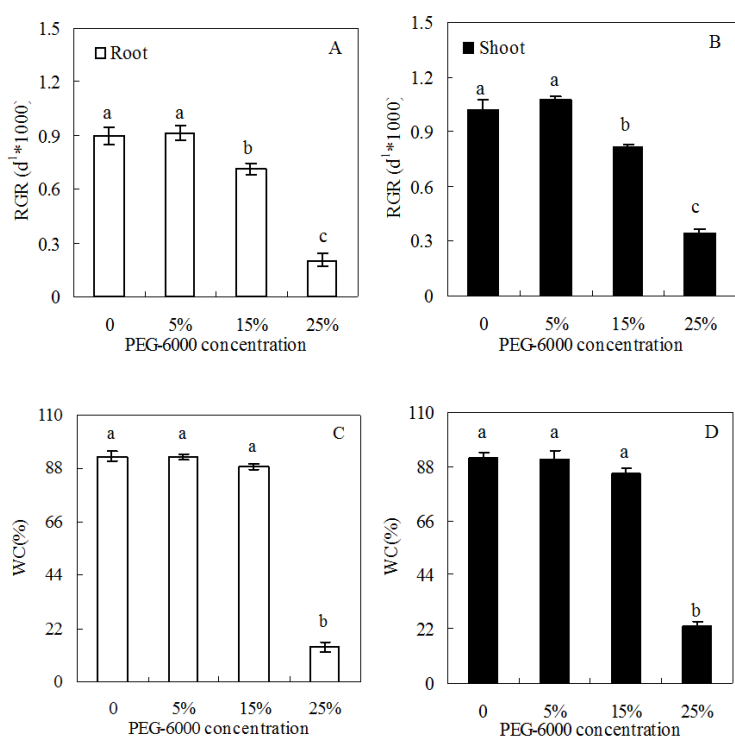 A
Root
1.5
1.2
0.9
0.6
0.3
0
RGR (d¹*1000)
a
a
b
c
0 5% 15% 25%
PEG-6000 concentration
B
Shoot
1.5
1.2
0.9
0.6
0.3
0
RGR (d¹*1000)
a
a
b
c
0 5% 15% 25%
PEG-6000 concentration
C
110
88
66
44
22
0
WC(%)
a
a
a
b
0 5% 15% 25%
PEG-6000 concentration
D
110
88
66
44
22
0
WC(%)
a
a
a
b
0 5% 15% 25%
PEG-6000 concentration